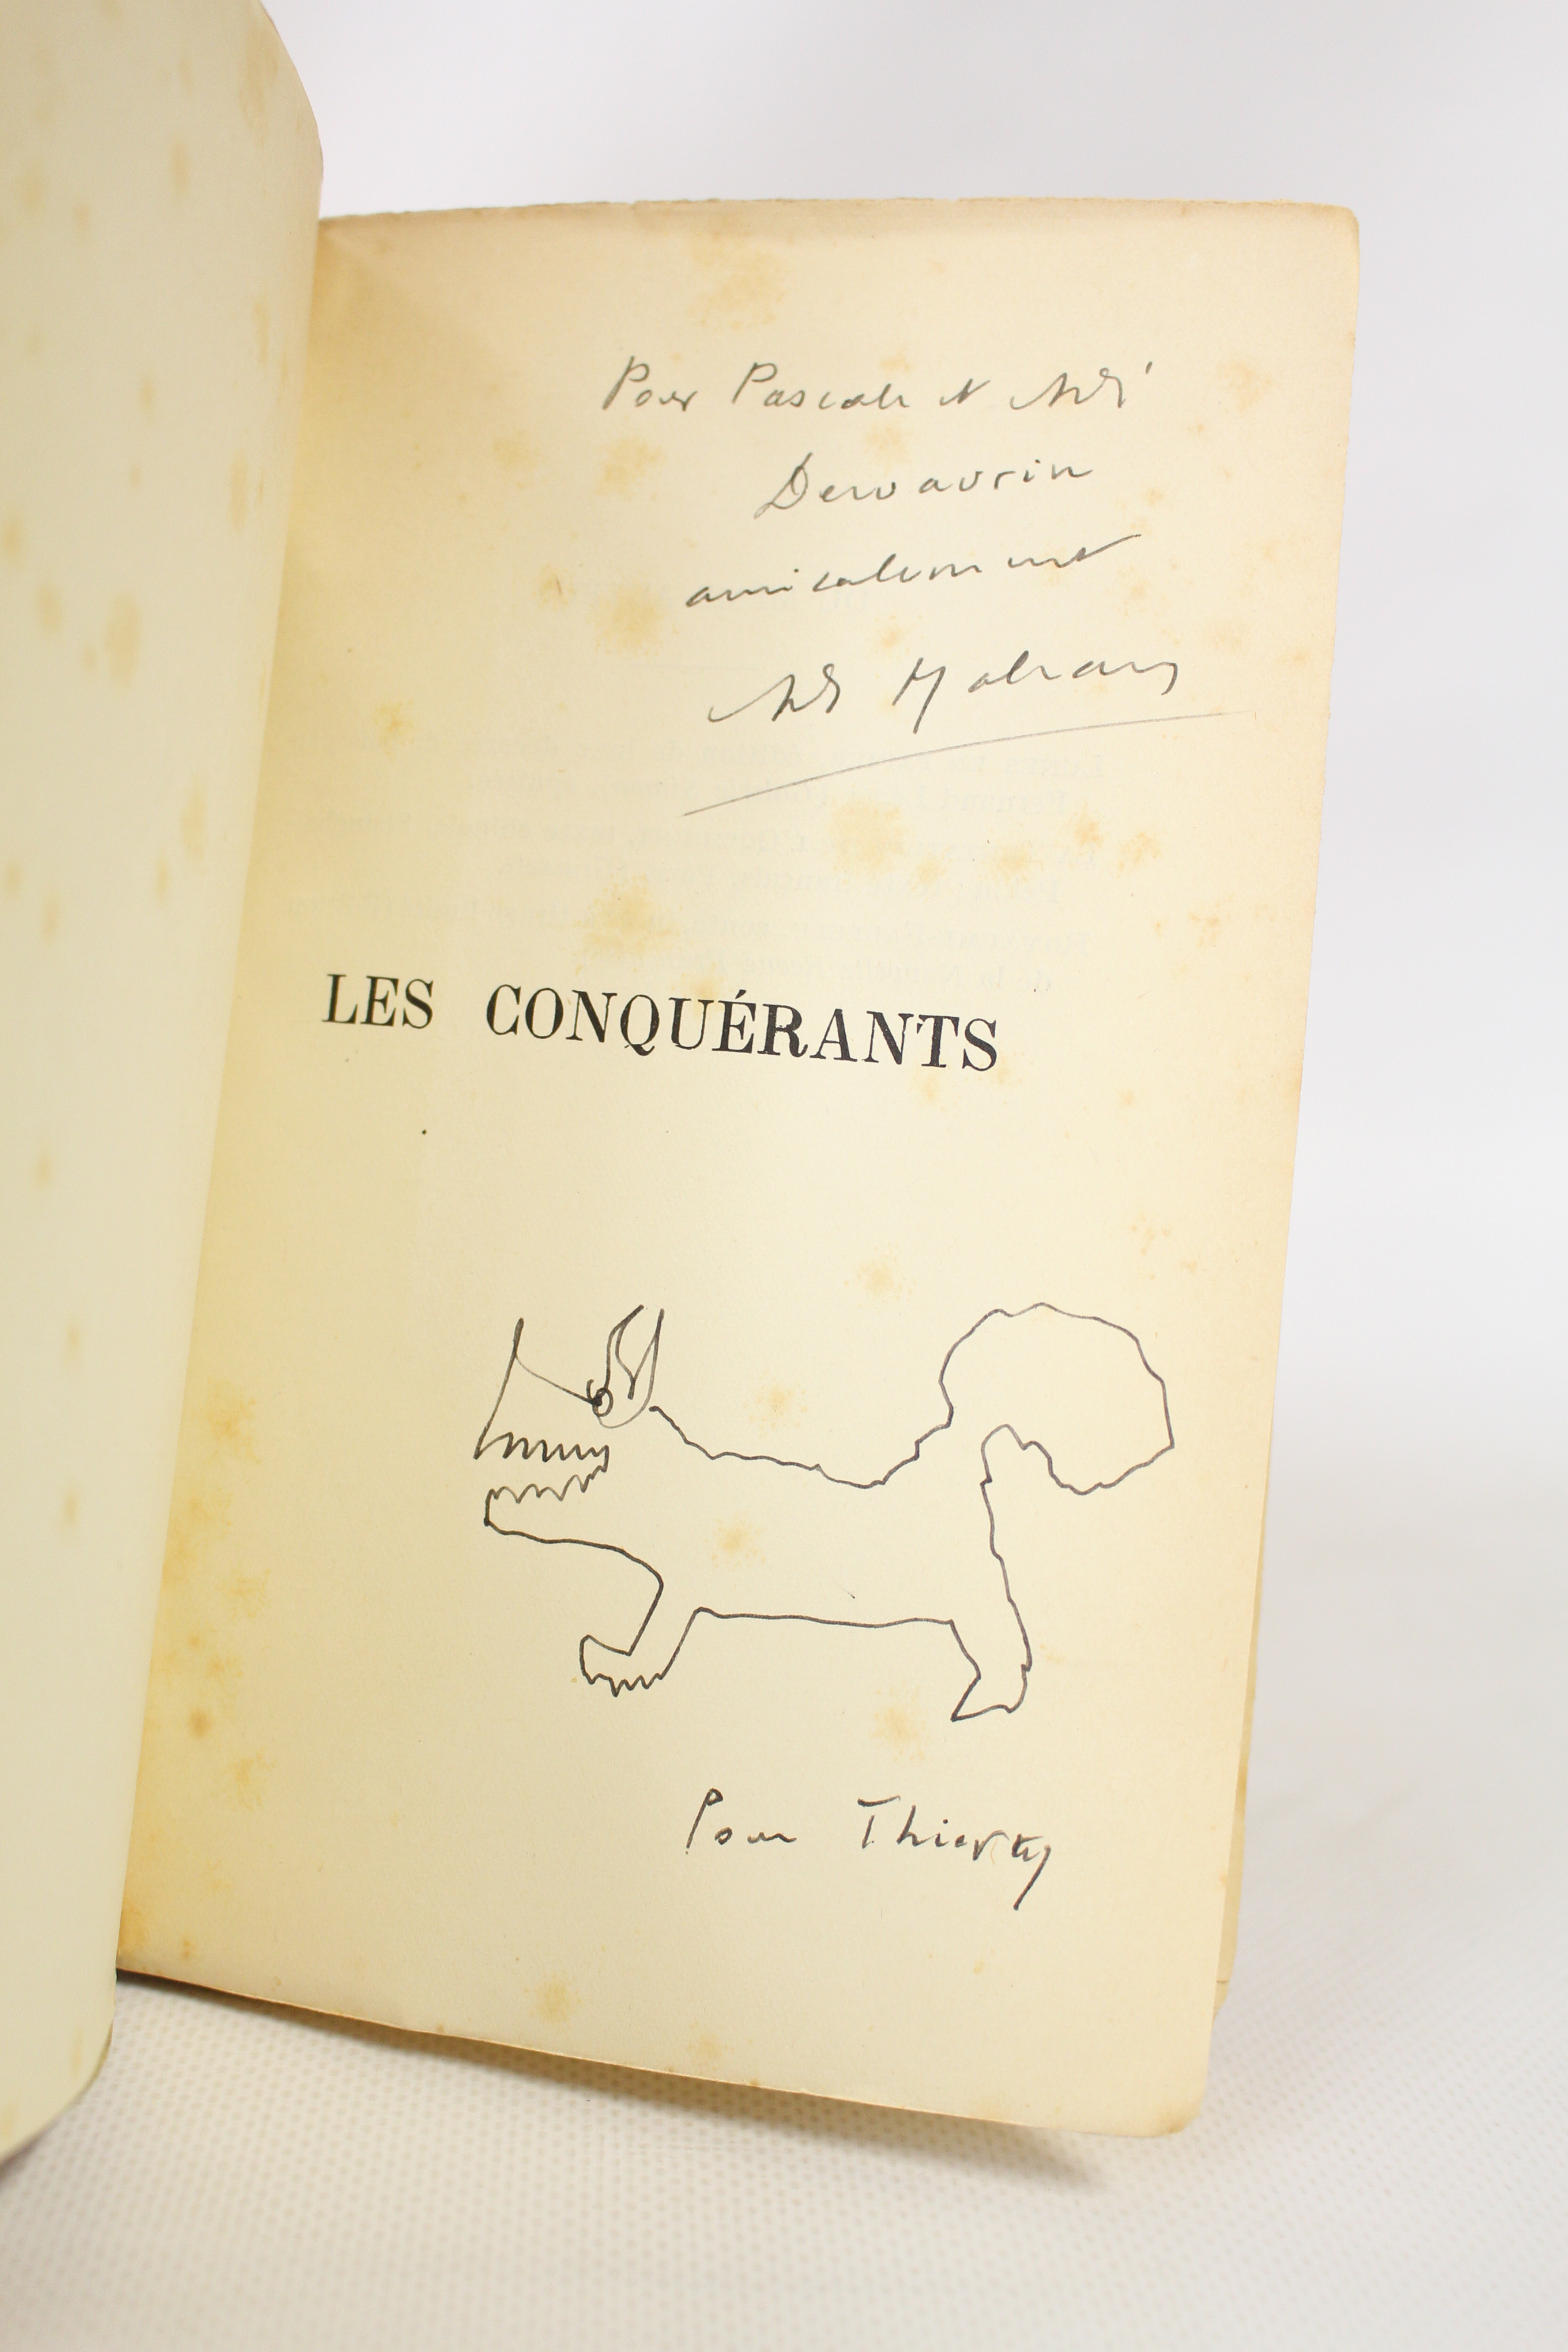 Pour Pascale et André
Dewavrin
amicalement
André Malraux
LES CONQUÉRANTS
Pour Thierry